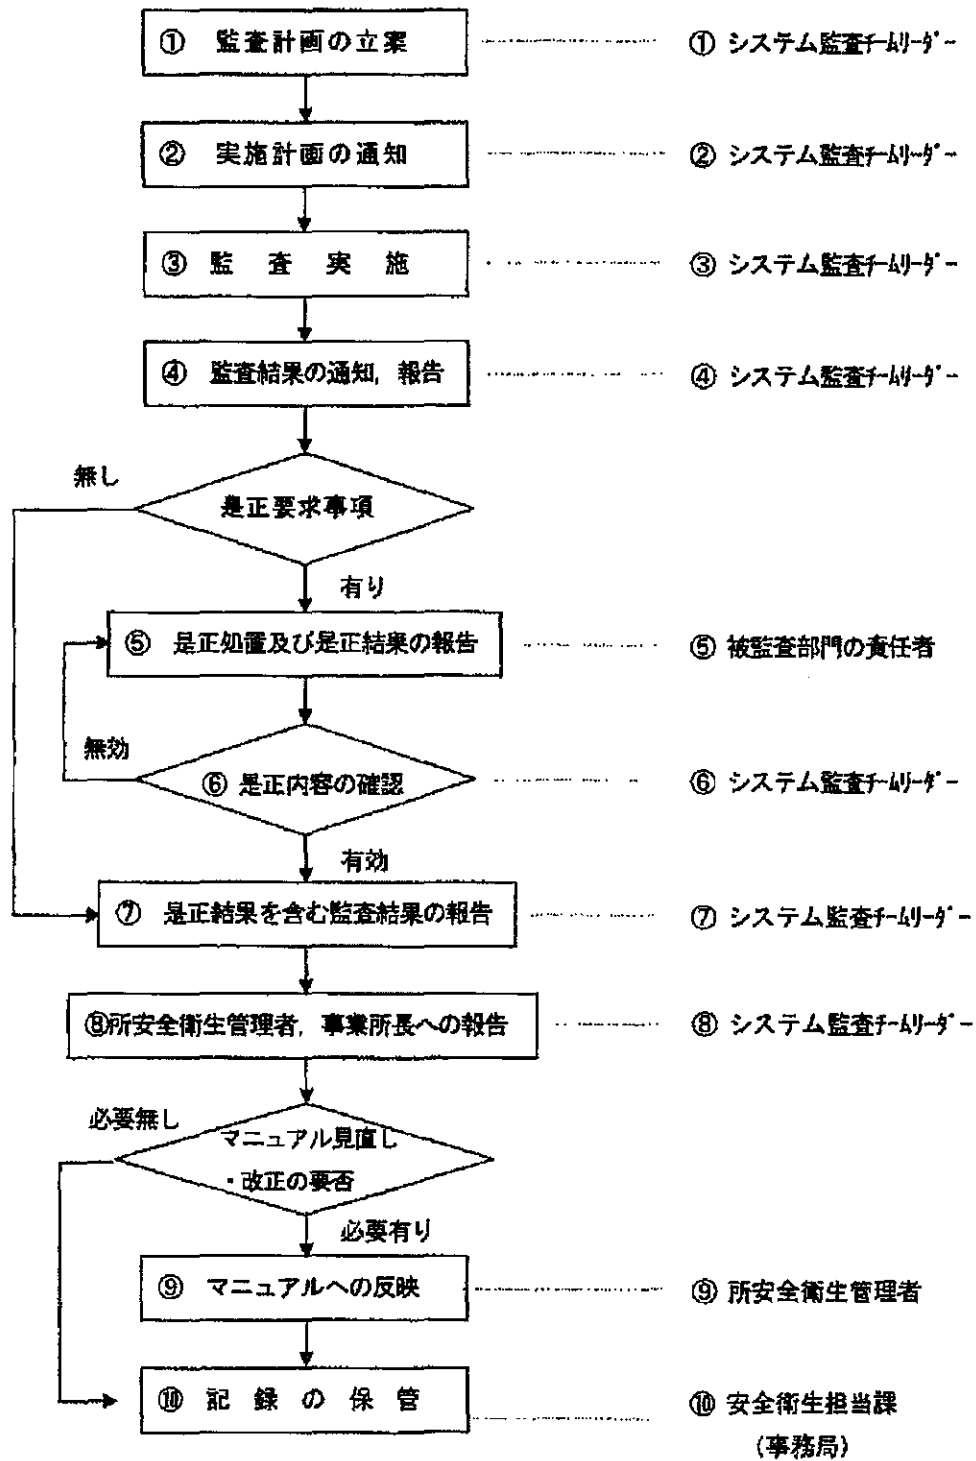 ① 監査計画の立案
① システム監査ﾁｰﾑﾘｰﾀﾞｰ
② 実施計画の通知
② システム監査ﾁｰﾑﾘｰﾀﾞｰ
③ 監査実施
③ システム監査ﾁｰﾑﾘｰﾀﾞｰ
④ 監査結果の通知，報告
④ システム監査ﾁｰﾑﾘｰﾀﾞｰ
無し
是正要求事項
有り
⑤ 是正処置及び是正結果の報告
⑤ 被監査部門の責任者
無効
⑥ 是正内容の確認
⑥ システム監査ﾁｰﾑﾘｰﾀﾞｰ
有効
⑦ 是正結果を含む監査結果の報告
⑦ システム監査ﾁｰﾑﾘｰﾀﾞｰ
⑧所安全衛生管理者，事業所長への報告
⑧ システム監査ﾁｰﾑﾘｰﾀﾞｰ
必要無し
マニュアル見直し
・改正の要否
必要有り
⑨ マニュアルへの反映
⑨ 所安全衛生管理者
⑩ 記録の保管
⑩ 安全衛生担当課
（事務局）